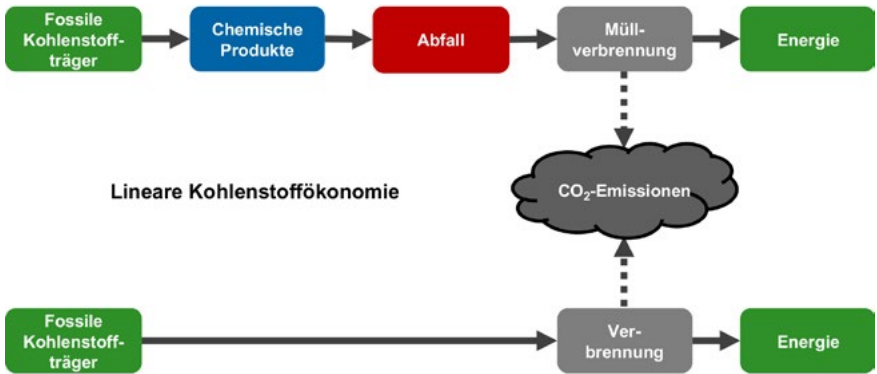 Fossile
Kohlenstoff-
träger
Chemische
Produkte
Abfall
Müll-
verbrennung
Energie
Lineare Kohlenstoffökonomie
CO₂-Emissionen
Fossile
Kohlenstoff-
träger
Ver-
brennung
Energie